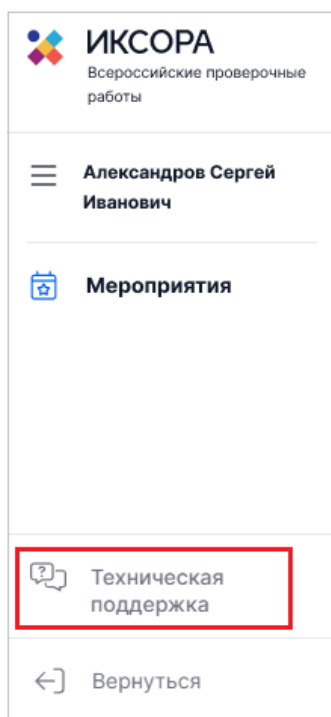 ИКСОРА
Всероссийские проверочные
работы
Александров Сергей
Иванович
Мероприятия
Техническая
поддержка
Вернуться